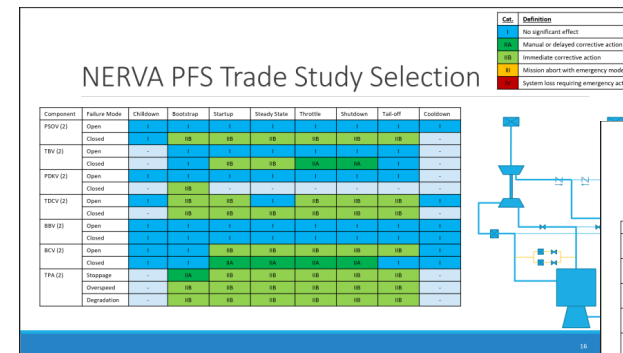 Cat. Definition
I No significant effect
IIA Manual or delayed corrective action
IIB Immediate corrective action
III Mission abort with emergency mode
System loss requiring emergency act
NERVA PFS Trade Study Selection
Component Failure Mode Chilldown Bootstrap Startup Steady State Throttle Shutdown Tail-off Cooldown
PSOV (2) Open I I I I I I I I
Closed I IIB IIB IIB IIB IIB IIB -
TBV (2) Open - I I I I I I -
Closed - I IIB IIB IIA IIA I -
PDKV (2) Open I I I I I I I I
Closed - IIB - - - - - -
TDCV (2) Open I IIB IIB I IIB IIB IIB I
Closed - IIB IIB IIB IIB IIB IIB -
BBV (2) Open I I I I I I I I
Closed I I I I I I I I
BCV (2) Open I I IIB IIB IIB IIB IIB I
Closed I I IIA IIA IIA IIA I I
TPA (2) Stoppage - IIA IIB IIB IIB IIB IIB -
Overspeed - IIB IIB IIB IIB IIB IIB -
Degradation - IIB IIB IIB IIB IIB IIB -
16